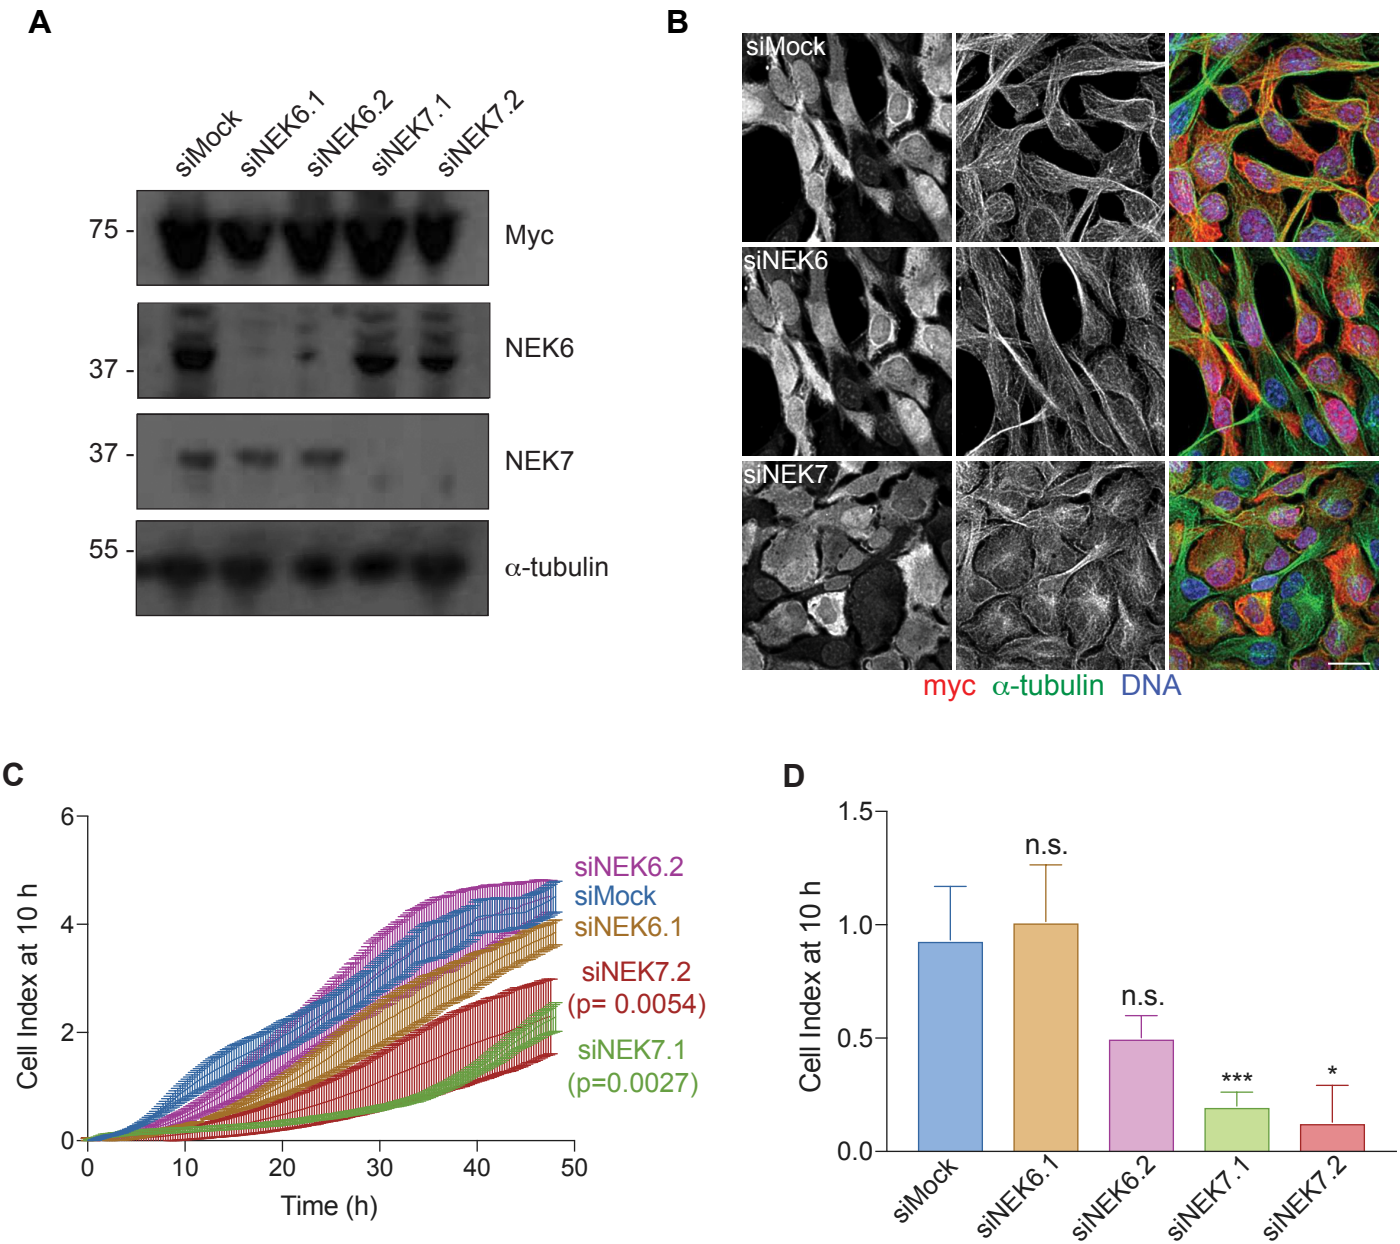 A
siMock
siNEK6.1
siNEK6.2
siNEK7.1
siNEK7.2
75 -
Myc
37 -
NEK6
37 -
NEK7
55 -
α-tubulin
B
siMock
siNEK6
siNEK7
myc α-tubulin DNA
C
Cell Index at 10 h
6
4
2
0
0 10 20 30 40 50
Time (h)
siNEK6.2
siMock
siNEK6.1
siNEK7.2
(p= 0.0054)
siNEK7.1
(p=0.0027)
D
Cell Index at 10 h
1.5
1.0
0.5
0.0
n.s.
n.s.
***
*
siMock
siNEK6.1
siNEK6.2
siNEK7.1
siNEK7.2